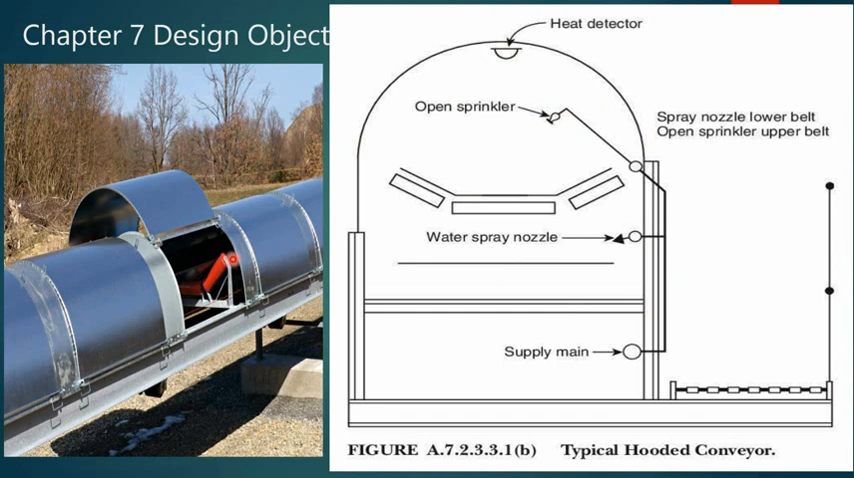 Chapter 7 Design Object
Heat detector
Open sprinkler
Spray nozzle lower belt
Open sprinkler upper belt
Water spray nozzle
Supply main
FIGURE A.7.2.3.3.1(b) Typical Hooded Conveyor.